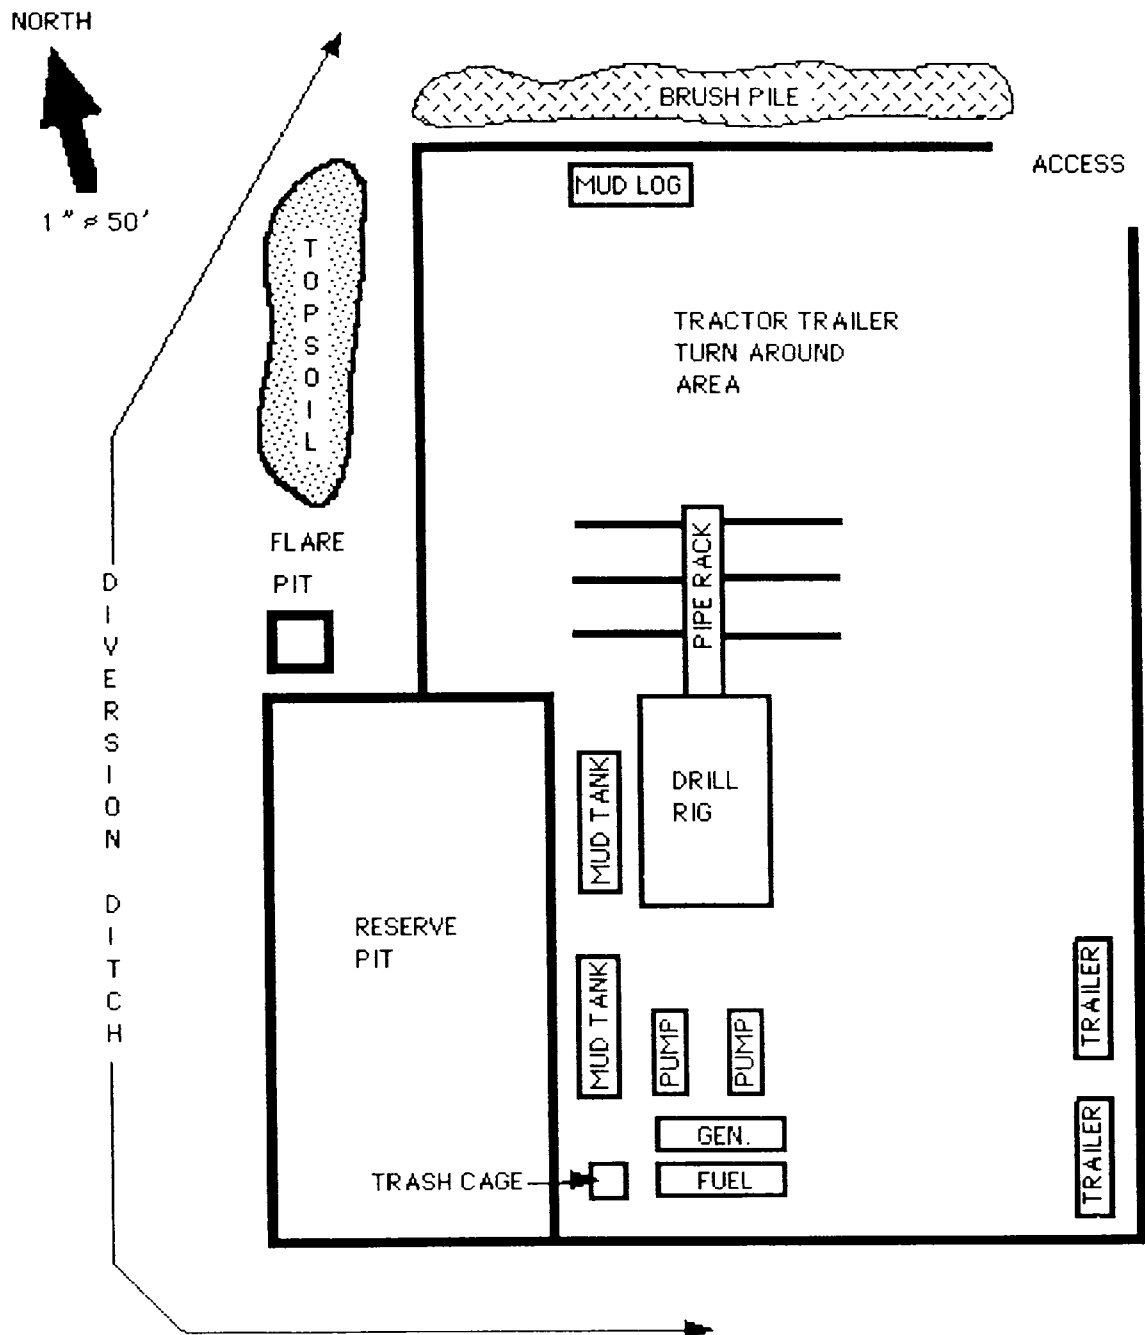 NORTH
1 " ≉ 50'
BRUSH PILE
ACCESS
MUD LOG
TOPSOIL
TRACTOR TRAILER
TURN AROUND
AREA
FLARE
PIT
PIPE RACK
DIVERSION DITCH
MUD TANK
DRILL
RIG
RESERVE
PIT
MUD TANK
PUMP
PUMP
TRAILER
GEN.
TRASH CAGE
FUEL
TRAILER